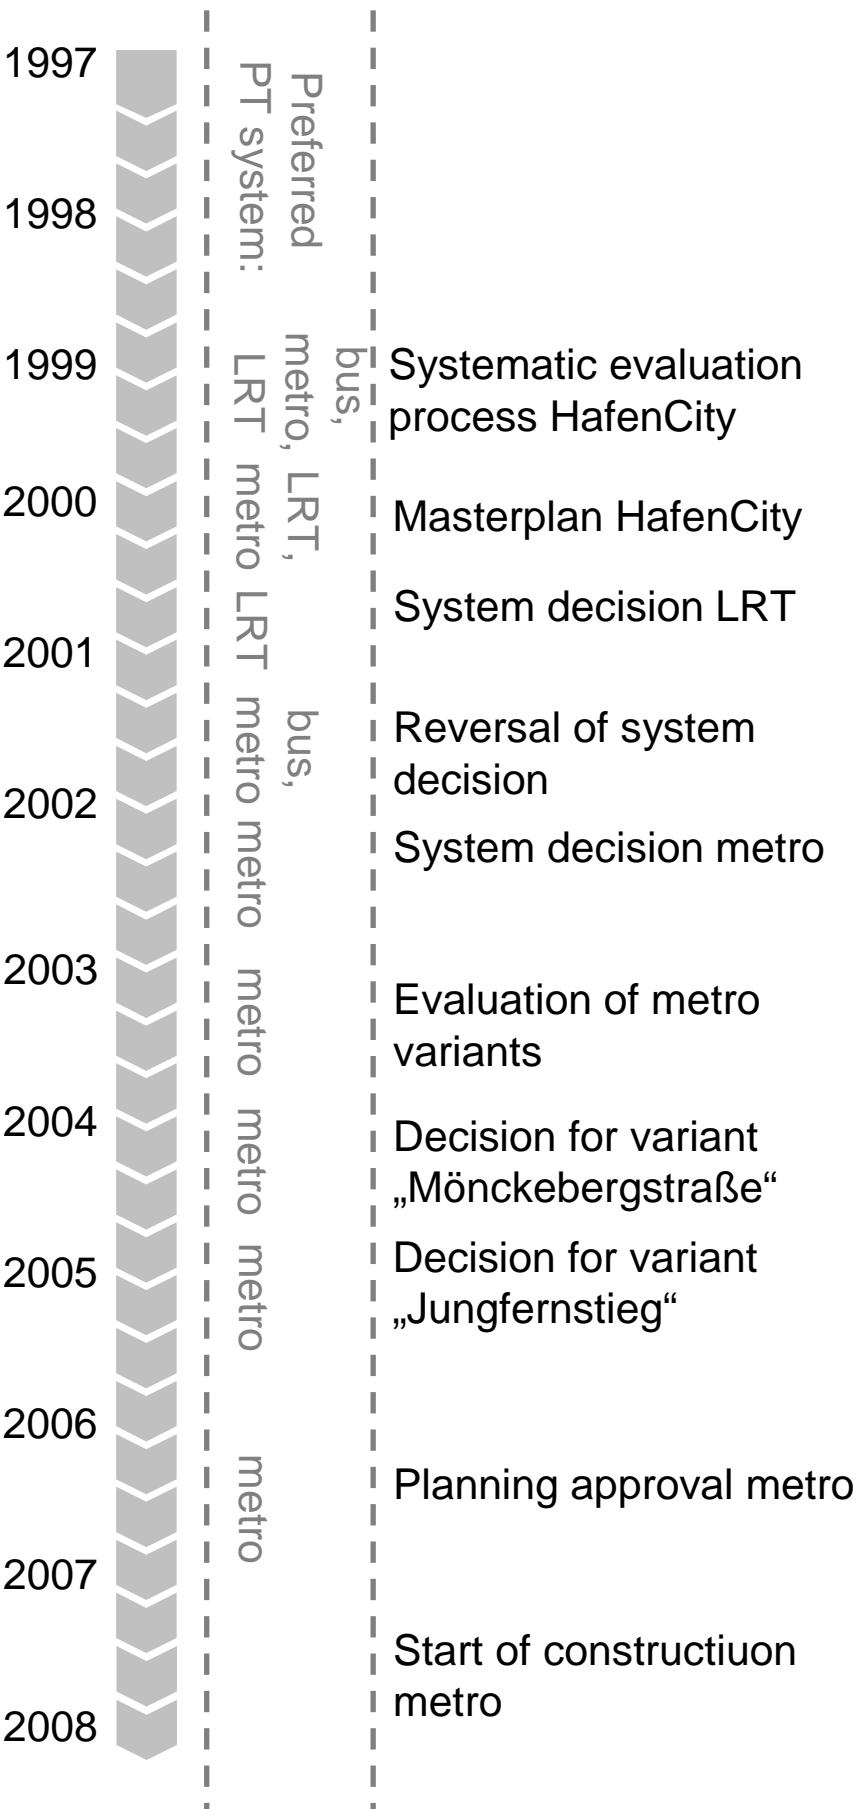 1997
1998
1999
2000
2001
2002
2003
2004
2005
2006
2007
2008
Preferred
PT system:
bus,
metro,
LRT
LRT,
metro
LRT
bus,
metro
metro
metro
metro
metro
metro
Systematic evaluation
process HafenCity
Masterplan HafenCity
System decision LRT
Reversal of system
decision
System decision metro
Evaluation of metro
variants
Decision for variant
„Mönckebergstraße“
Decision for variant
„Jungfernstieg“
Planning approval metro
Start of constructiuon
metro